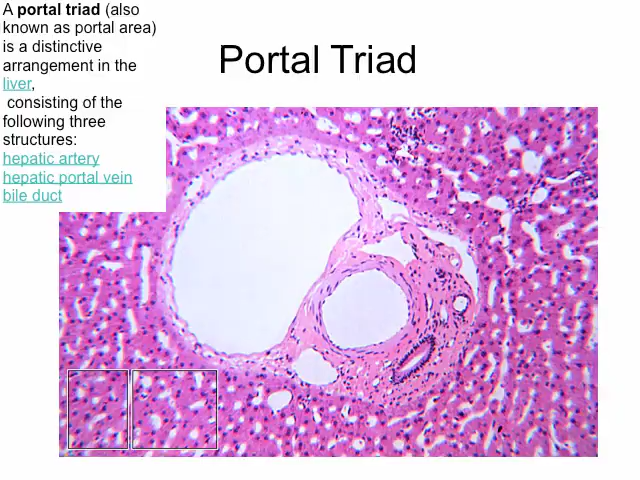 A portal triad (also
known as portal area)
is a distinctive
arrangement in the
liver,
consisting of the
following three
structures:
hepatic artery
hepatic portal vein
bile duct
Portal Triad